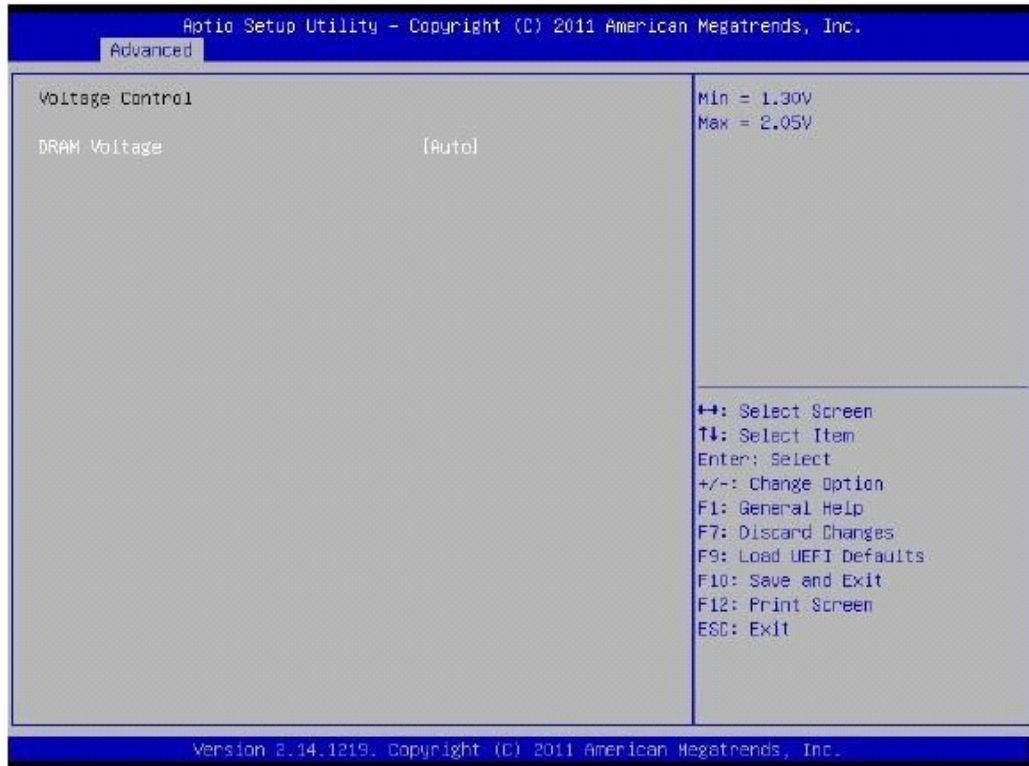 Aptio Setup Utility – Copyright (C) 2011 American Megatrends, Inc.
Advanced
Voltage Control
DRAM Voltage [Auto]
Min = 1.30V
Max = 2.05V
↔: Select Screen
↑↓: Select Item
Enter: Select
+/-: Change Option
F1: General Help
F7: Discard Changes
F9: Load UEFI Defaults
F10: Save and Exit
F12: Print Screen
ESC: Exit
Version 2.14.1219. Copyright (C) 2011 American Megatrends, Inc.